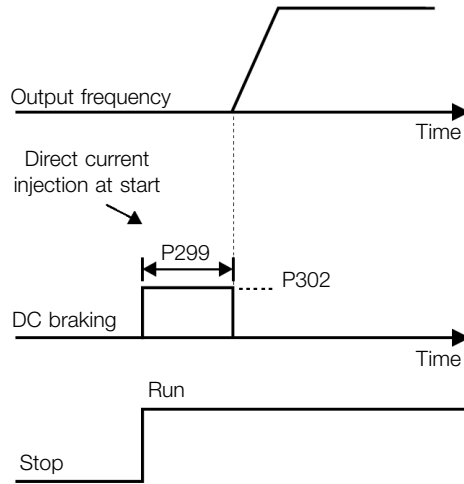 Output frequency
Time
Direct current
injection at start
P299
P302
DC braking
Time
Run
Stop